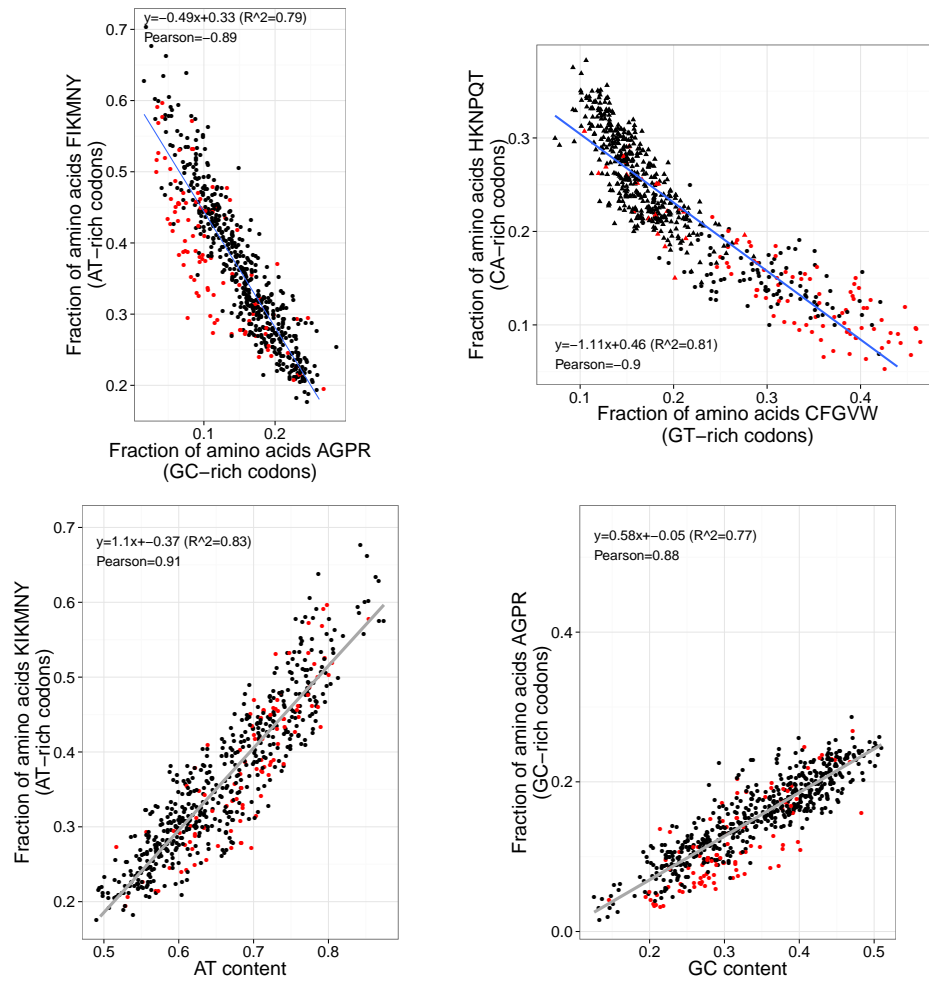 y=−0.49x+0.33 (R^2=0.79)
Pearson=−0.89
0.7
0.6
0.5
0.4
0.3
0.2
Fraction of amino acids FIKMNY
(AT−rich codons)
0.1
0.2
Fraction of amino acids AGPR
(GC−rich codons)
0.3
0.2
0.1
Fraction of amino acids HKNPQT
(CA−rich codons)
y=−1.11x+0.46 (R^2=0.81)
Pearson=−0.9
0.1
0.2
0.3
0.4
Fraction of amino acids CFGVW
(GT−rich codons)
0.7
0.6
0.5
0.4
0.3
0.2
Fraction of amino acids KIKMNY
(AT−rich codons)
y=1.1x+−0.37 (R^2=0.83)
Pearson=0.91
0.5
0.6
0.7
0.8
AT content
y=0.58x+−0.05 (R^2=0.77)
Pearson=0.88
0.4
0.2
0.0
Fraction of amino acids AGPR
(GC−rich codons)
0.2
0.3
0.4
0.5
GC content